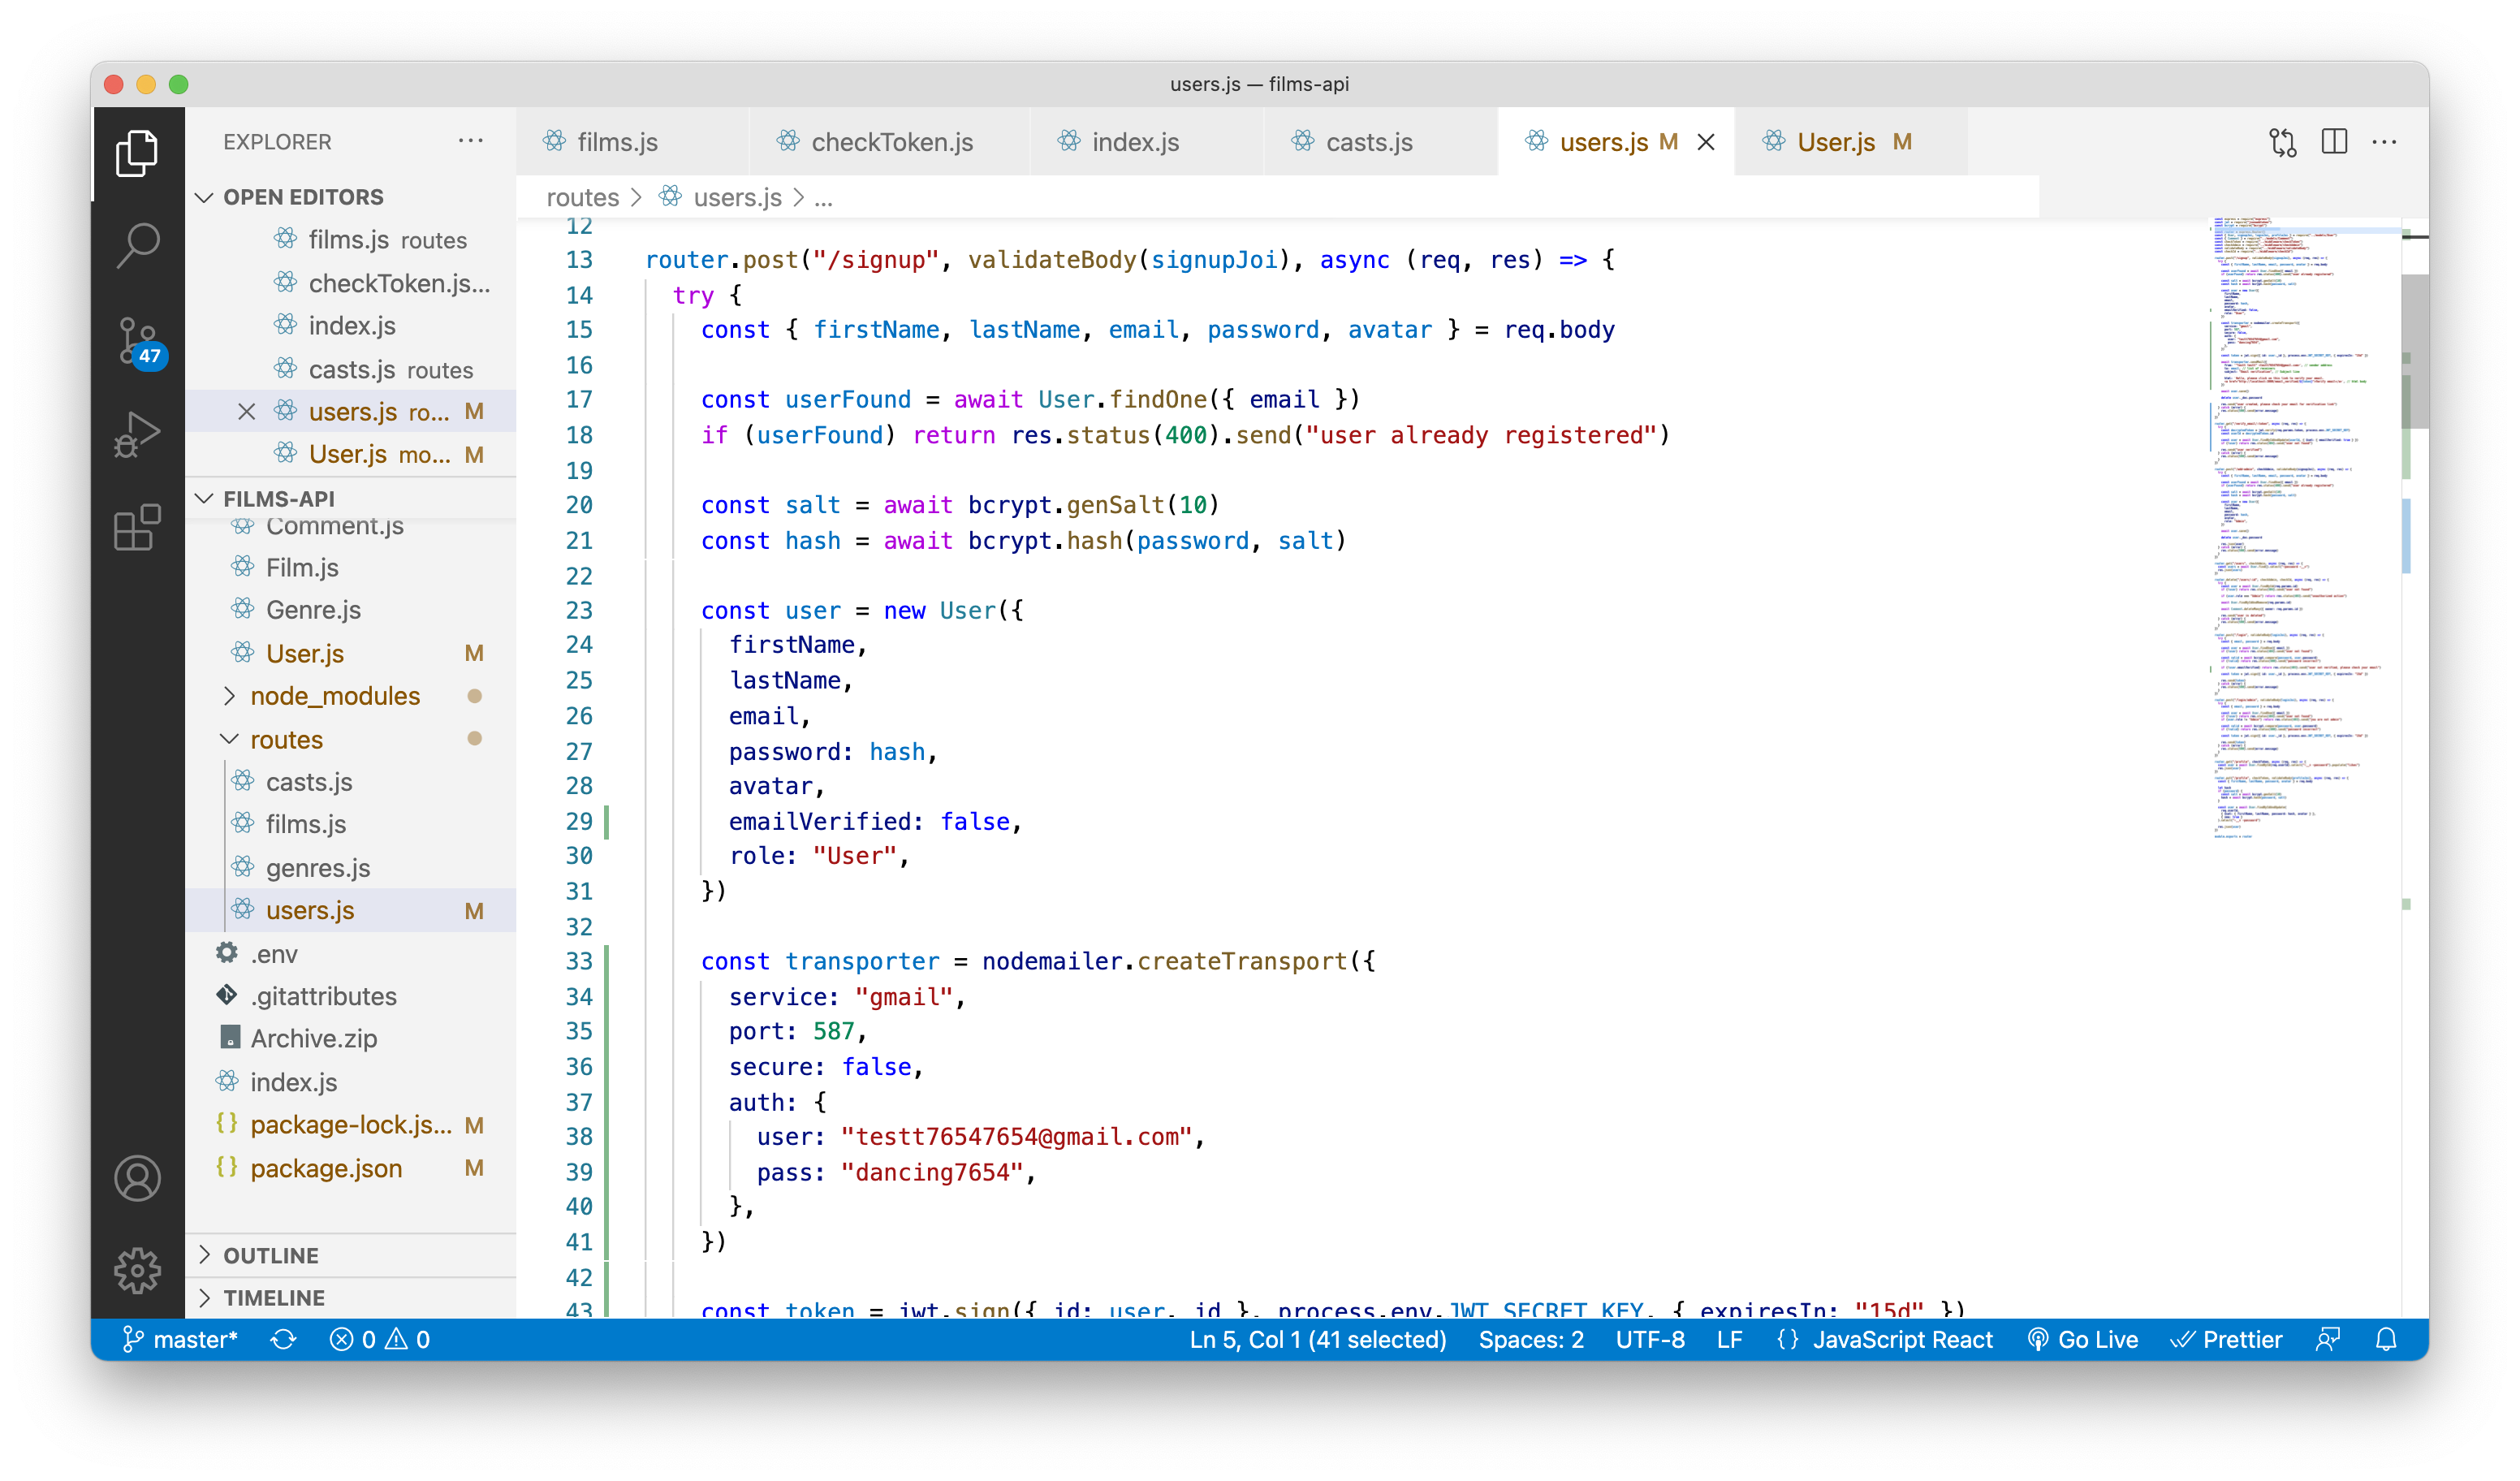 users.js — films-api
EXPLORER
films.js
checkToken.js
index.js
casts.js
users.js M
User.js M
OPEN EDITORS
films.js routes
checkToken.js...
index.js
casts.js routes
users.js ro... M
User.js mo... M
47
FILMS-API
Comment.js
Film.js
Genre.js
User.js M
node_modules
routes
casts.js
films.js
genres.js
users.js M
.env
.gitattributes
Archive.zip
index.js
{} package-lock.js... M
{} package.json M
OUTLINE
TIMELINE
routes > users.js > ...
12
13 router.post("/signup", validateBody(signupJoi), async (req, res) => {
14 try {
15 const { firstName, lastName, email, password, avatar } = req.body
16
17 const userFound = await User.findOne({ email })
18 if (userFound) return res.status(400).send("user already registered")
19
20 const salt = await bcrypt.genSalt(10)
21 const hash = await bcrypt.hash(password, salt)
22
23 const user = new User({
24 firstName,
25 lastName,
26 email,
27 password: hash,
28 avatar,
29 emailVerified: false,
30 role: "User",
31 })
32
33 const transporter = nodemailer.createTransport({
34 service: "gmail",
35 port: 587,
36 secure: false,
37 auth: {
38 user: "testt76547654@gmail.com",
39 pass: "dancing7654",
40 },
41 })
42
43 const token = jwt.sign({ id: user._id }, process.env.JWT_SECRET_KEY, { expiresIn: "15d" })
master* 0 0 Ln 5, Col 1 (41 selected) Spaces: 2 UTF-8 LF {} JavaScript React Go Live Prettier